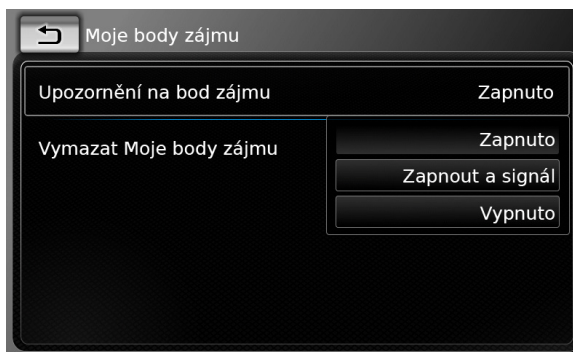 Moje body zájmu
Upozornění na bod zájmu Zapnuto
Vymazat Moje body zájmu
Zapnuto
Zapnout a signál
Vypnuto